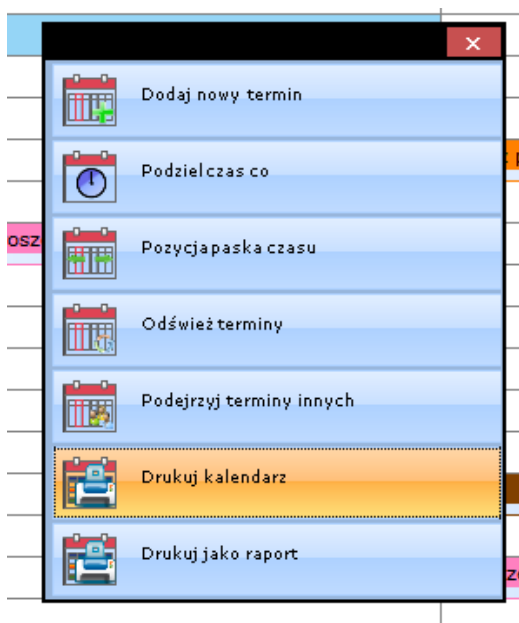 Dodaj nowy termin
Podziel czas co
osz
Pozycja paska czasu
Odśwież terminy
Podejrzyj terminy innych
Drukuj kalendarz
Drukuj jako raport